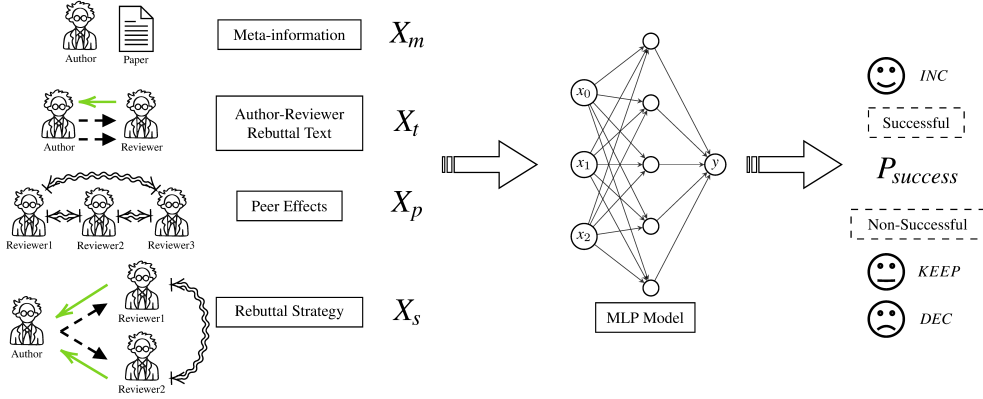 Author
Paper
Meta-information
X_m
Author
Reviewer
Author-Reviewer
Rebuttal Text
X_t
Reviewer1
Reviewer2
Reviewer3
Peer Effects
X_p
Author
Reviewer1
Reviewer2
Rebuttal Strategy
X_s
x_0
x_1
x_2
y
MLP Model
INC
Successful
P_success
Non-Successful
KEEP
DEC